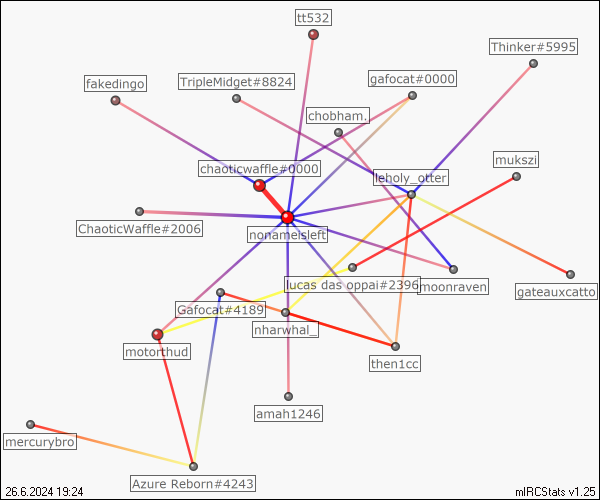 tt532
Thinker#5995
fakedingo
TripleMidget#8824
gafocat#0000
chobham.
mukszi
chaoticwaffle#0000
leholy_otter
ChaoticWaffle#2006
nonameisleft
lucas das oppai#2396
moonraven
gateauxcatto
Gafocat#4189
nharwhal_
motorthud
then1cc
amah1246
mercurybro
Azure Reborn#4243
26.6.2024 19:24
mIRCStats v1.25